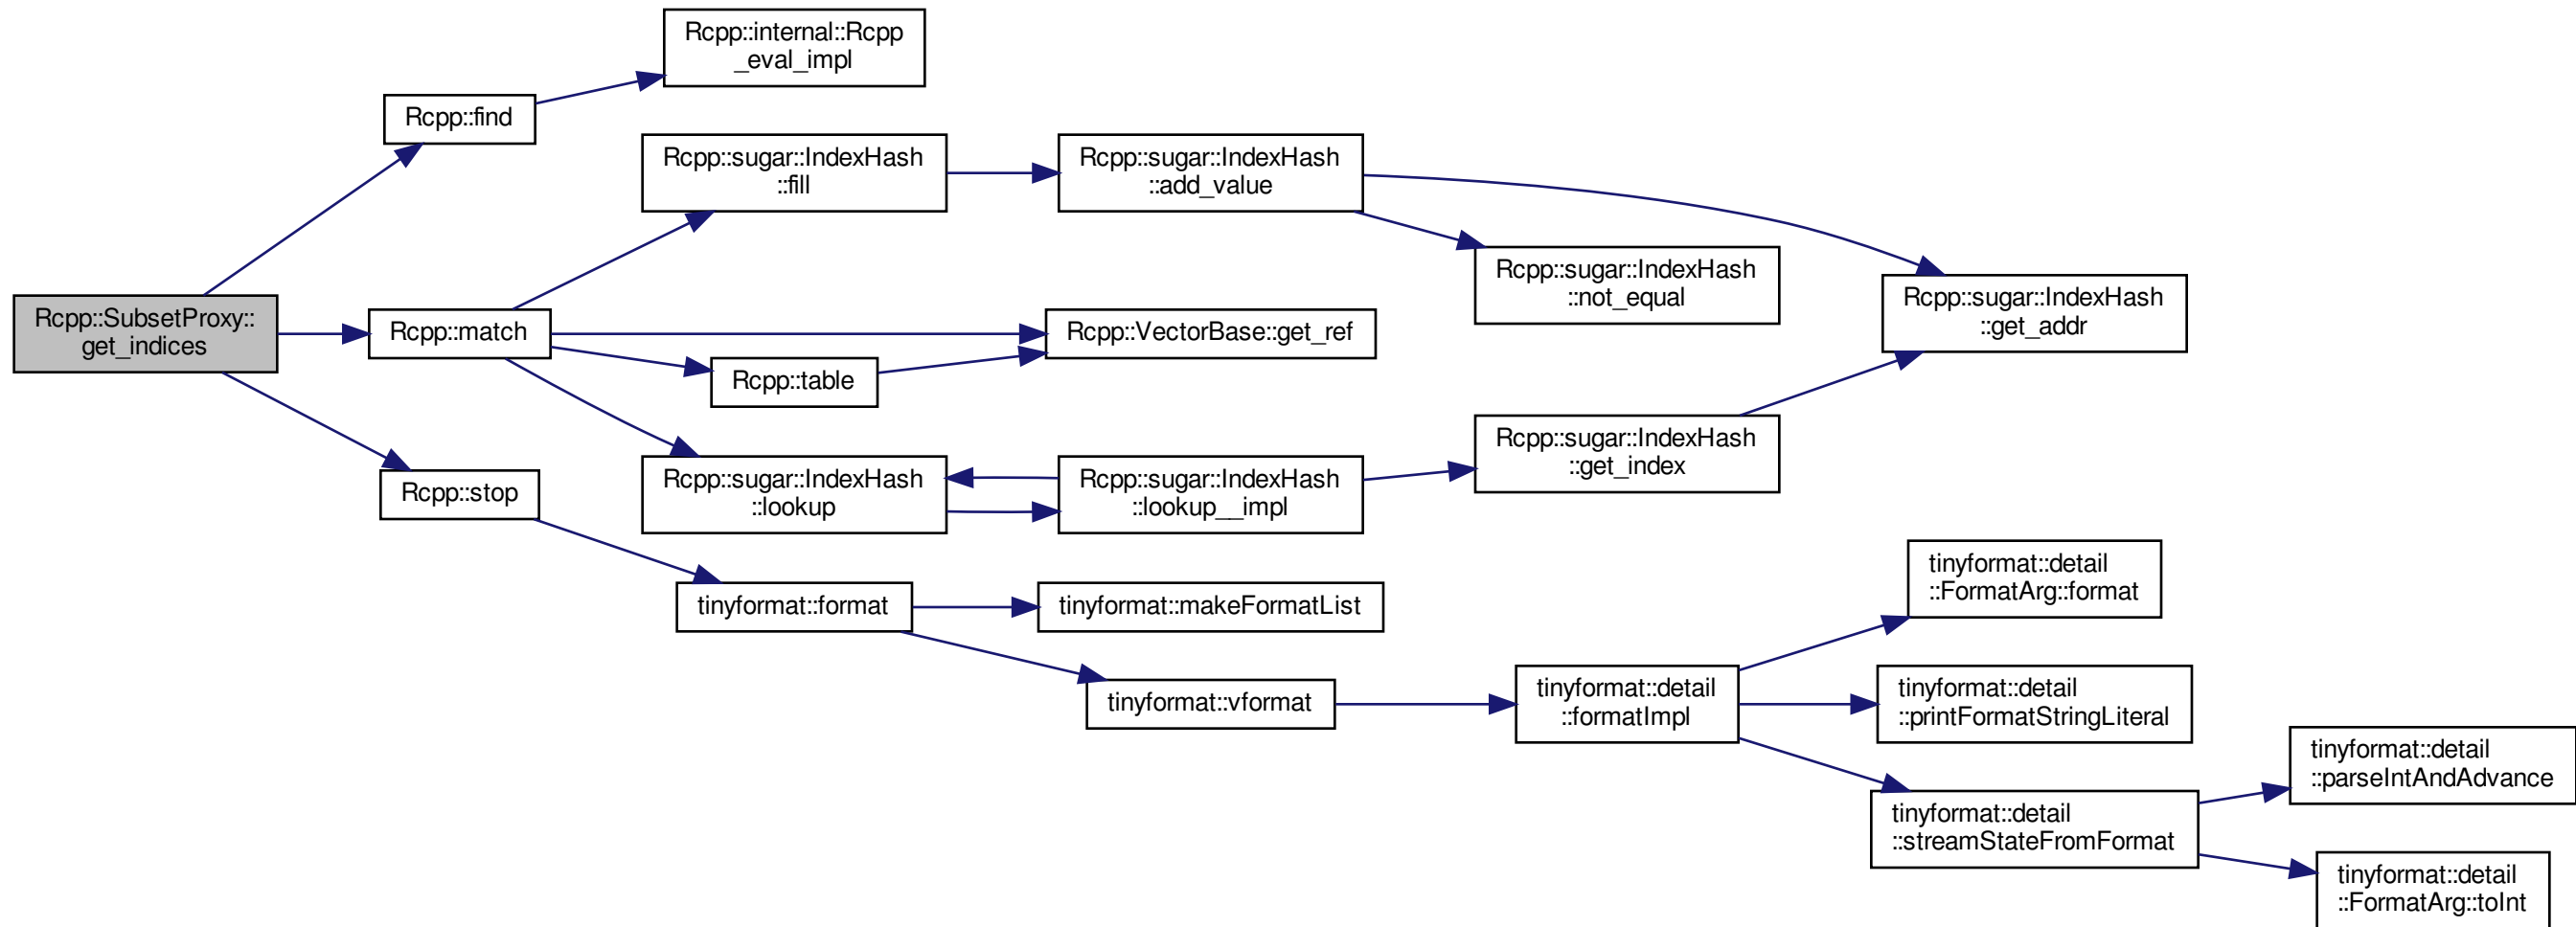 Rcpp::SubsetProxy::
get_indices
Rcpp::find
Rcpp::internal::Rcpp
_eval_impl
Rcpp::match
Rcpp::sugar::IndexHash
::fill
Rcpp::sugar::IndexHash
::add_value
Rcpp::sugar::IndexHash
::get_addr
Rcpp::sugar::IndexHash
::not_equal
Rcpp::VectorBase::get_ref
Rcpp::table
Rcpp::sugar::IndexHash
::lookup
Rcpp::sugar::IndexHash
::lookup__impl
Rcpp::sugar::IndexHash
::get_index
Rcpp::stop
tinyformat::format
tinyformat::makeFormatList
tinyformat::vformat
tinyformat::detail
::formatImpl
tinyformat::detail
::FormatArg::format
tinyformat::detail
::printFormatStringLiteral
tinyformat::detail
::streamStateFromFormat
tinyformat::detail
::parseIntAndAdvance
tinyformat::detail
::FormatArg::toInt